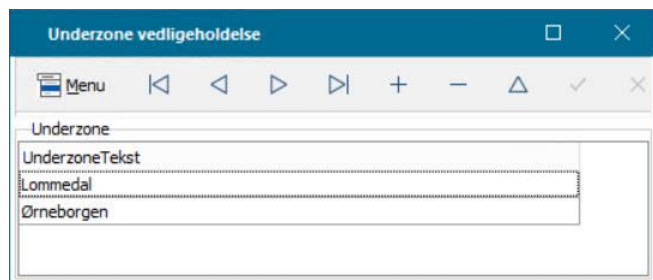 Underzone vedligeholdelse
Menu
Underzone
UnderzoneTekst
Lommedal
Ørneborgen